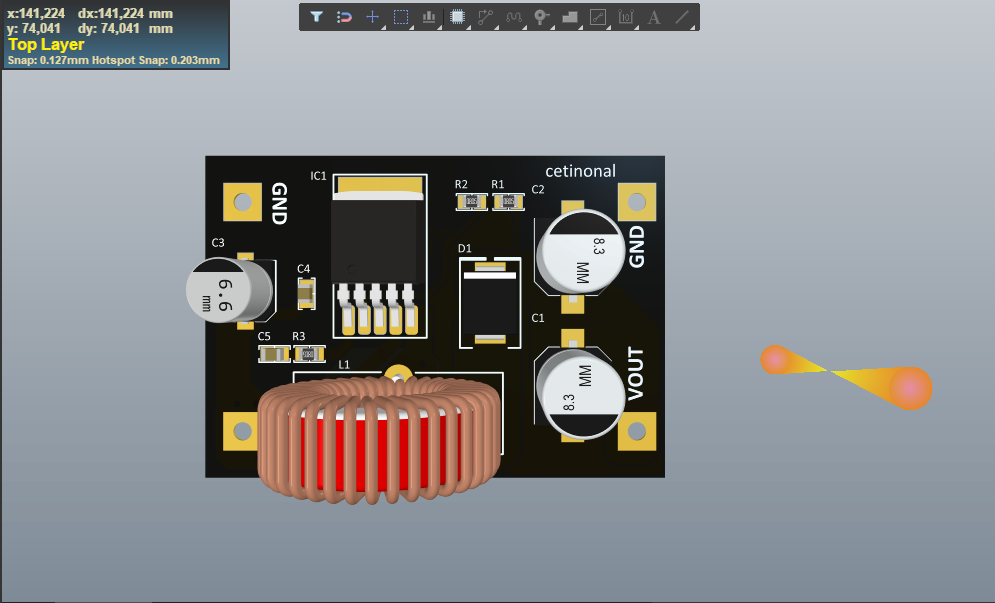 x:141,224 dx:141,224 mm
y: 74,041 dy: 74,041 mm
Top Layer
Snap: 0.127mm Hotspot Snap: 0.203mm
cetinonal
IC1
R2
R1
C2
GND
GND
8.3
MM
C3
D1
C4
6.6
mm
C1
C5
R3
L1
VOUT
MM
8.3